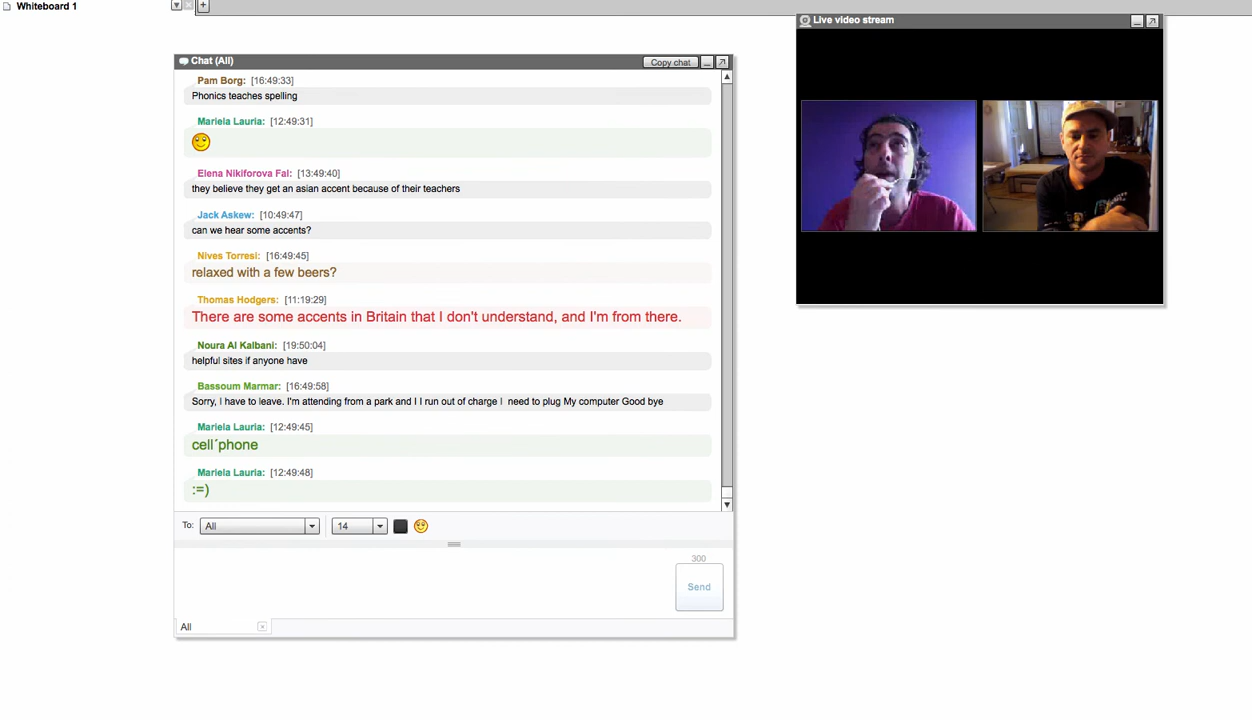 Whiteboard 1
+
Live video stream
Chat (All)
Copy chat
Pam Borg: [16:49:33]
Phonics teaches spelling
Mariela Lauria: [12:49:31]
Elena Nikiforova Fal: [13:49:40]
they believe they get an asian accent because of their teachers
Jack Askew: [10:49:47]
can we hear some accents?
Nives Torresi: [16:49:45]
relaxed with a few beers?
Thomas Hodgers: [11:19:29]
There are some accents in Britain that I don't understand, and I'm from there.
Noura Al Kalbani: [19:50:04]
helpful sites if anyone have
Bassoum Marmar: [16:49:58]
Sorry, I have to leave. I'm attending from a park and I I run out of charge I  need to plug My computer Good bye
Mariela Lauria: [12:49:45]
cell´phone
Mariela Lauria: [12:49:48]
:=)
To: All 14
300
Send
All